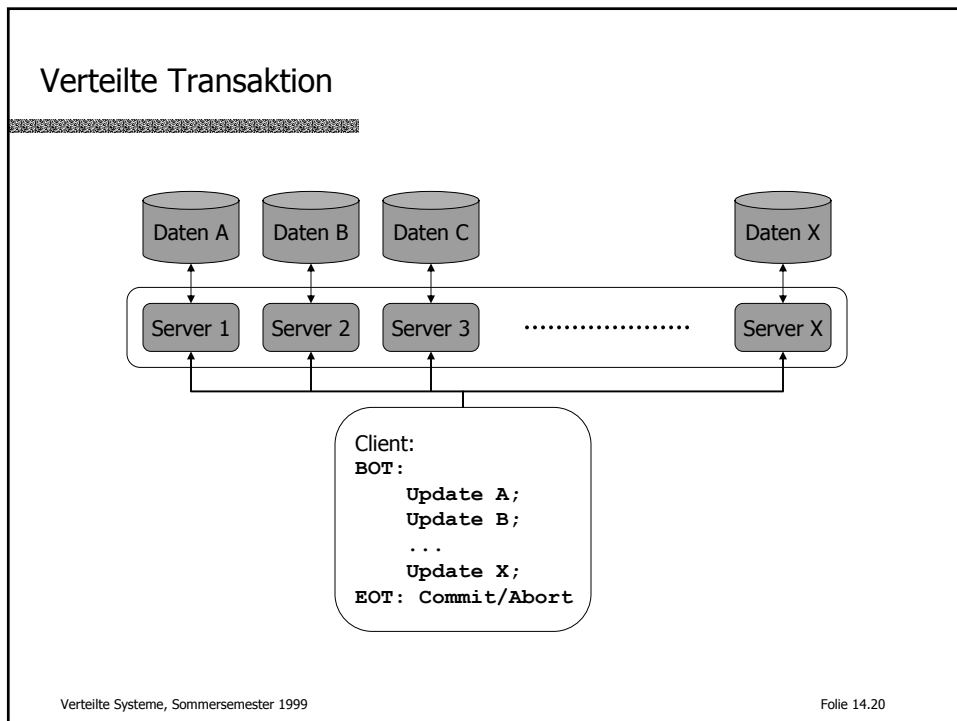 Verteilte Transaktion
Daten A Daten B Daten C Daten X
Server 1 Server 2 Server 3 ..................... Server X
Client:
BOT:
Update A;
Update B;
...
Update X;
EOT: Commit/Abort
Verteilte Systeme, Sommersemester 1999 Folie 14.20